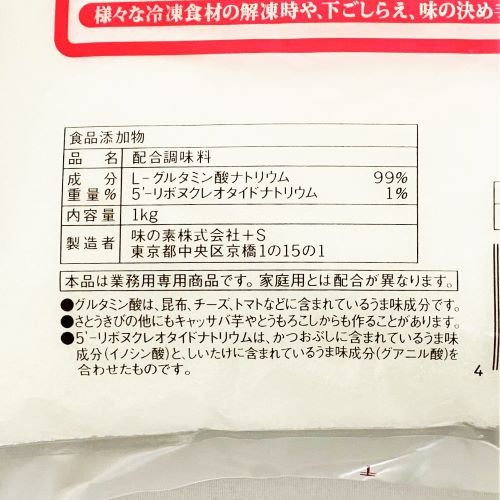 様々な冷凍食材の解凍時や、下ごしらえ、味の決め手
食品添加物
品 名 配合調味料
成 分 L-グルタミン酸ナトリウム 99%
重量% 5'-リボヌクレオタイドナトリウム 1%
内容量 1kg
製造者 味の素株式会社+S
東京都中央区京橋1の15の1
本品は業務用専用商品です。家庭用とは配合が異なります。
●グルタミン酸は、昆布、チーズ、トマトなどに含まれているうま味成分です。
●さとうきびの他にもキャッサバ芋やとうもろこしからも作ることがあります。
●5'-リボヌクレオタイドナトリウムは、かつおぶしに含まれているうま味
成分(イノシン酸)と、しいたけに含まれているうま味成分(グアニル酸)を
合わせたものです。
4